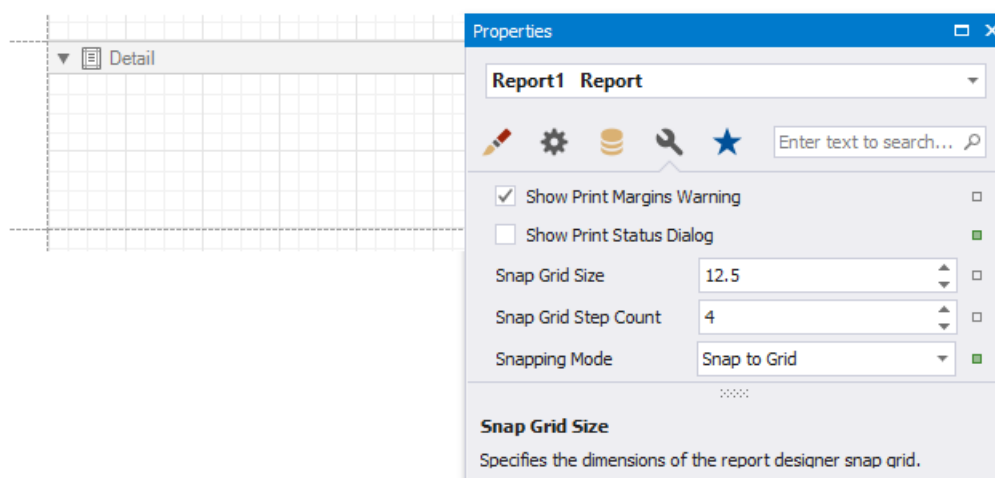 Properties
Detail
Report1 Report
Enter text to search...
Show Print Margins Warning
Show Print Status Dialog
Snap Grid Size 12.5
Snap Grid Step Count 4
Snapping Mode Snap to Grid
Snap Grid Size
Specifies the dimensions of the report designer snap grid.